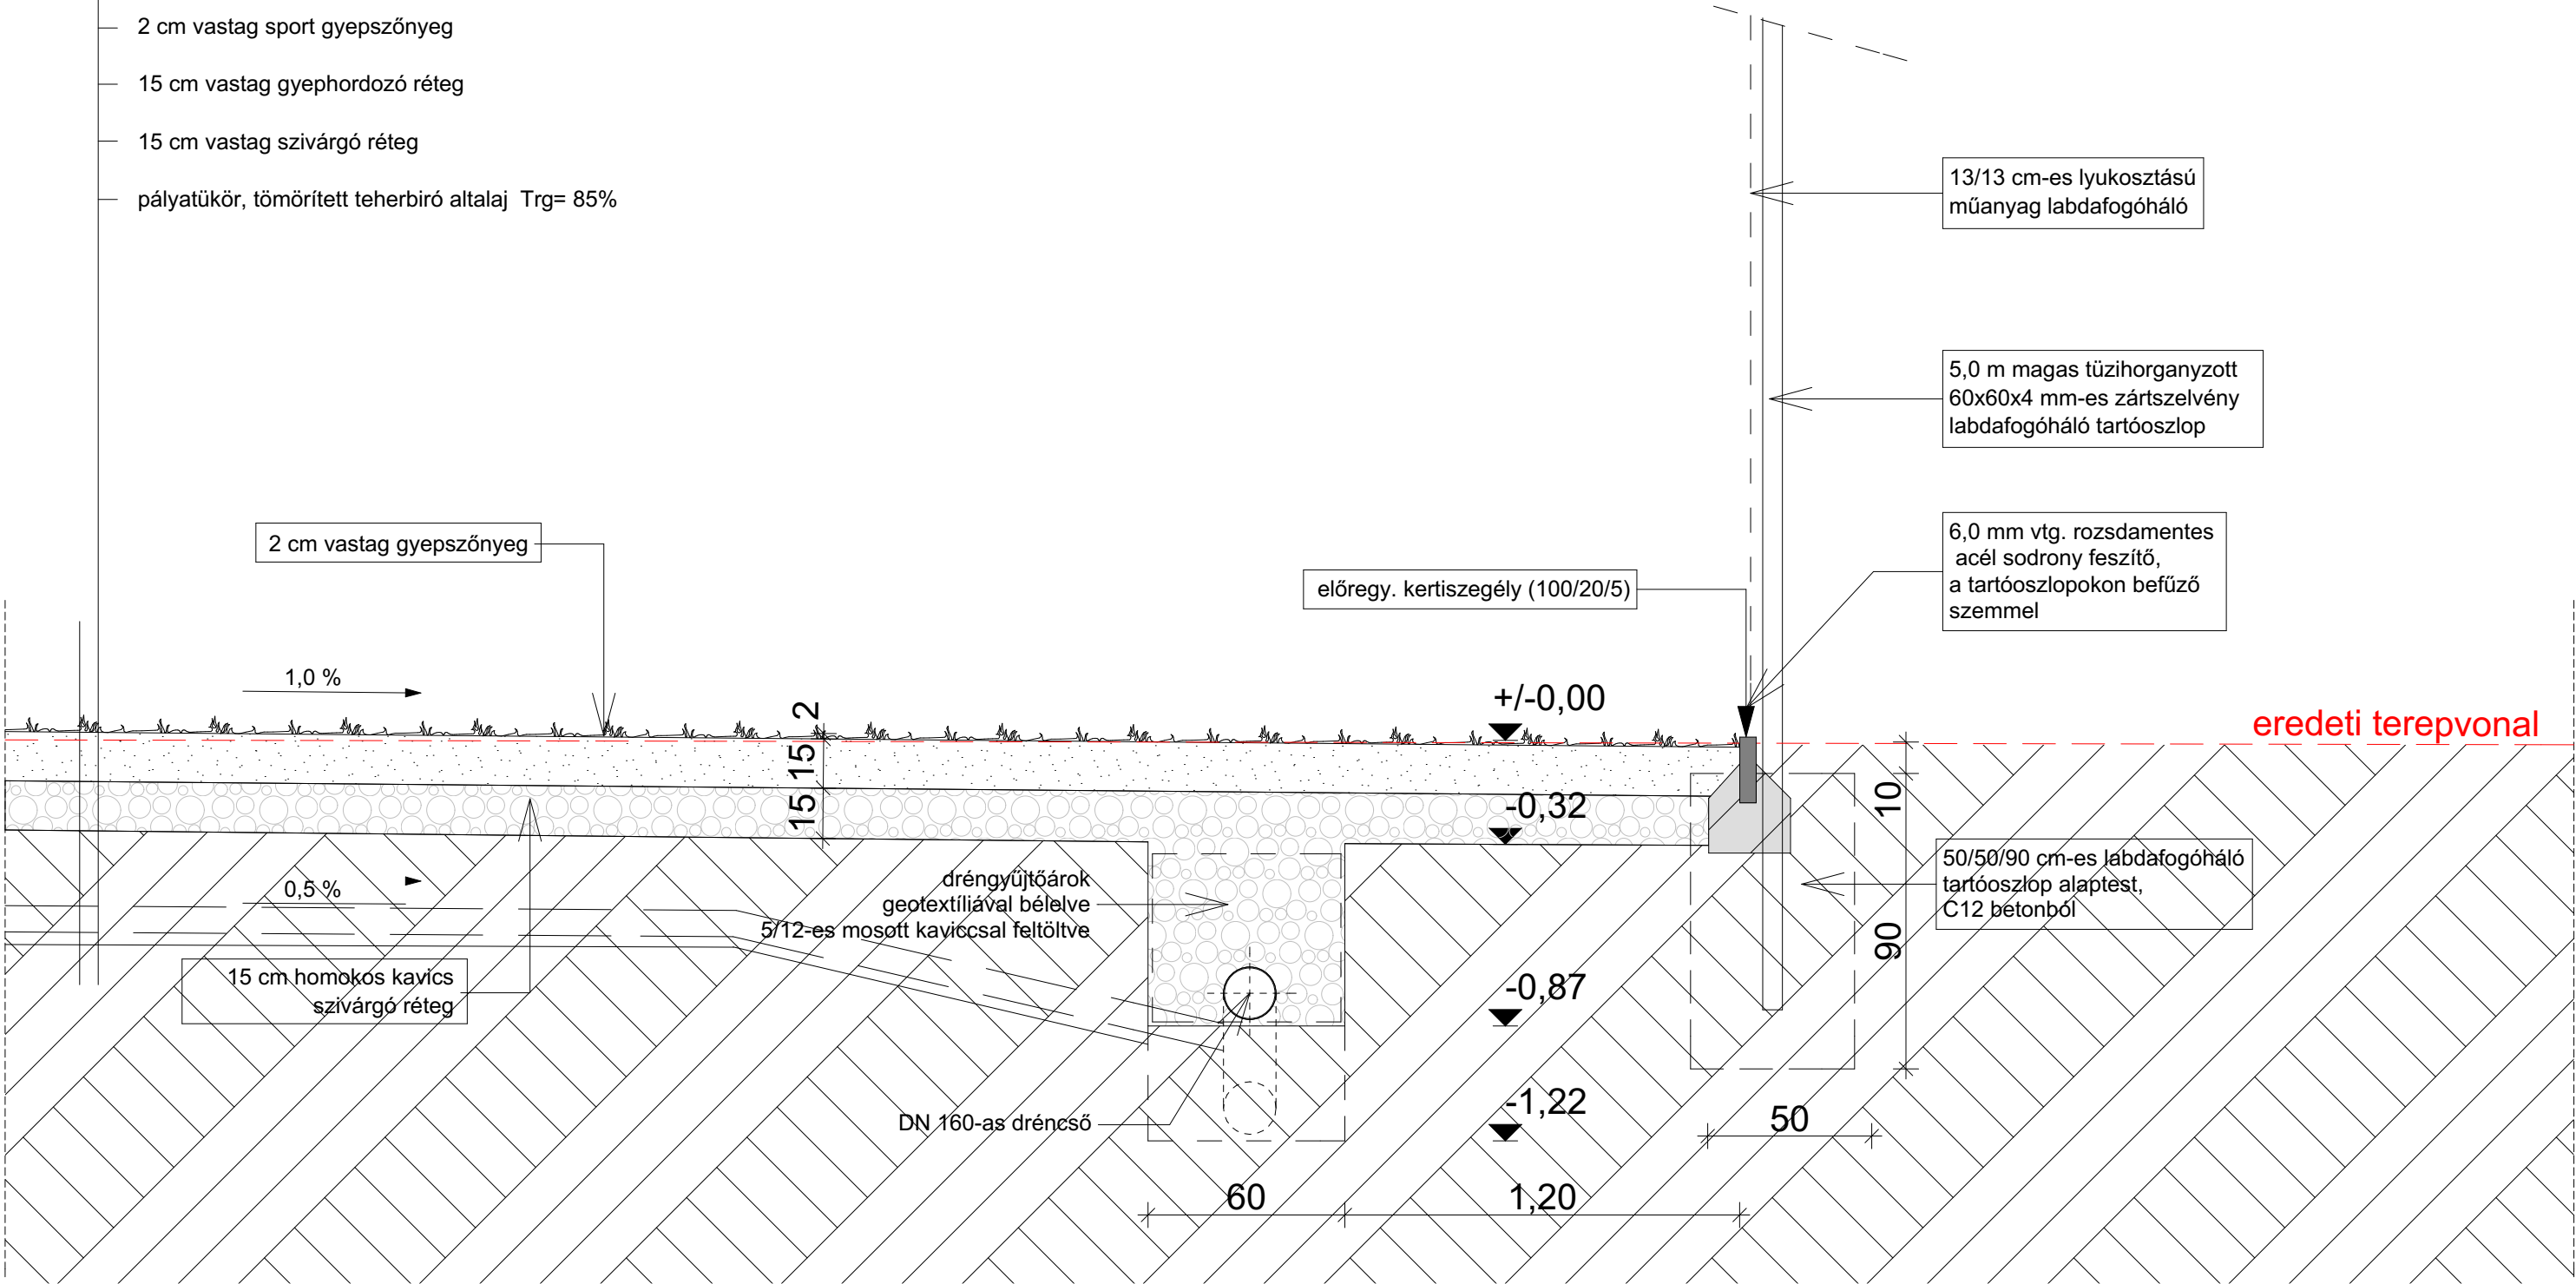 2 cm vastag sport gyepszőnyeg
15 cm vastag gyephordozó réteg
15 cm vastag szivárgó réteg
pályatükör, tömörített teherbiró altalaj Trg= 85%
13/13 cm-es lyukosztású
műanyag labdafogóháló
5,0 m magas tüzihorganyzott
60x60x4 mm-es zártszelvény
labdafogóháló tartóoszlop
2 cm vastag gyepszőnyeg
előregy. kertiszegély (100/20/5)
6,0 mm vtg. rozsdamentes
acél sodrony feszítő,
a tartóoszlopokon befűző
szemmel
1,0 %
2
15
15
+/-0,00
eredeti terepvonal
-0,32
10
0,5 %
dréngyűjtőárok
geotextíliával bélelve
5/12-es mosott kaviccsal feltöltve
50/50/90 cm-es labdafogóháló
tartóoszlop alaptest,
C12 betonból
90
15 cm homokos kavics
szivárgó réteg
-0,87
DN 160-as dréncső
-1,22
50
60
1,20